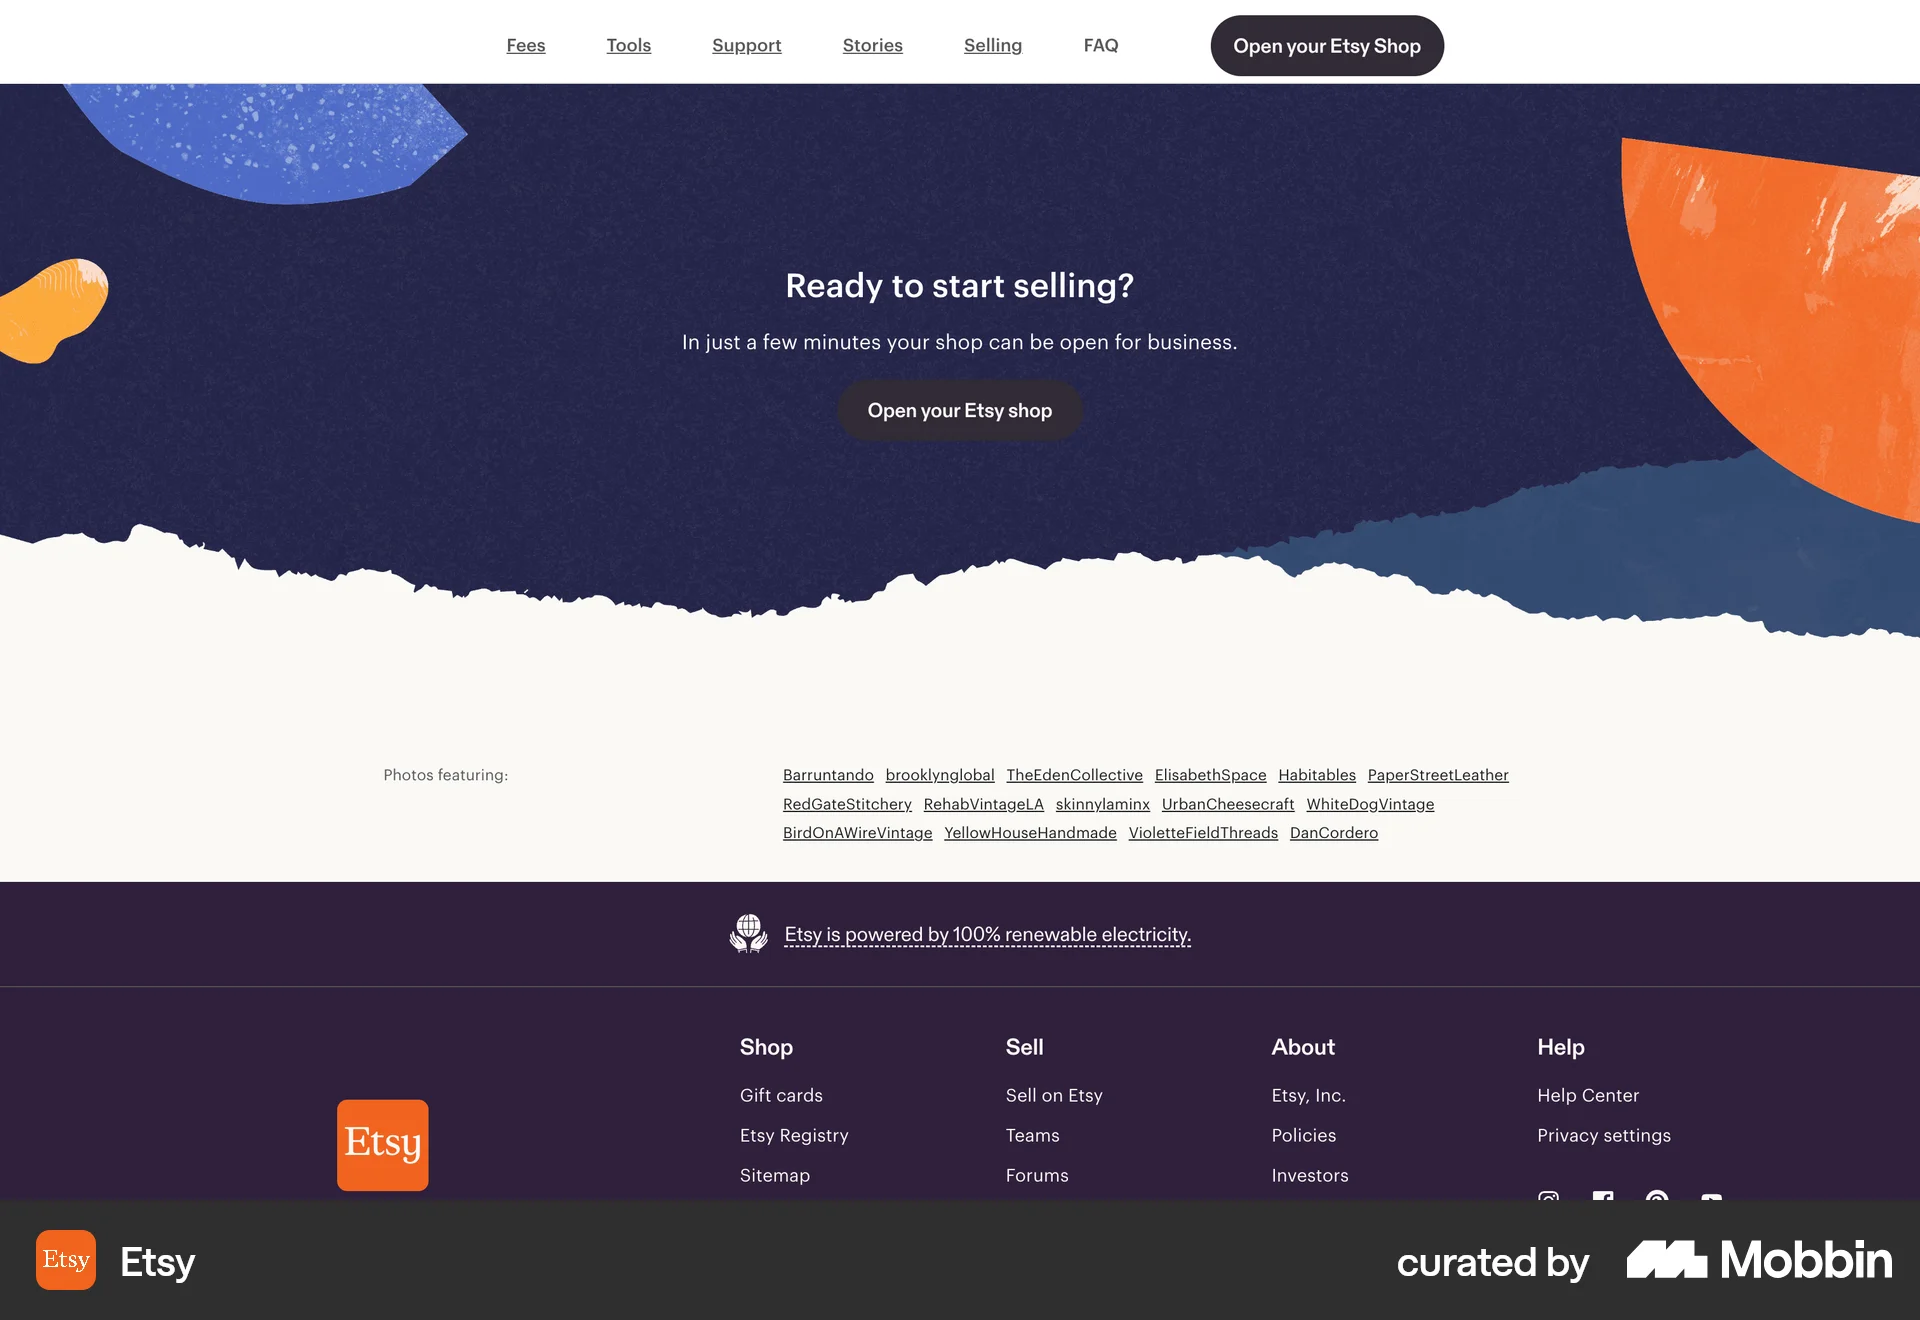 Fees Tools Support Stories Selling FAQ Open your Etsy Shop
Ready to start selling?
In just a few minutes your shop can be open for business.
Open your Etsy shop
Photos featuring:
Barruntando brooklynglobal TheEdenCollective ElisabethSpace Habitables PaperStreetLeather
RedGateStitchery RehabVintageLA skinnylaminx UrbanCheesecraft WhiteDogVintage
BirdOnAWireVintage YellowHouseHandmade VioletteFieldThreads DanCordero
Etsy is powered by 100% renewable electricity.
Etsy
Shop
Gift cards
Etsy Registry
Sitemap
Sell
Sell on Etsy
Teams
Forums
About
Etsy, Inc.
Policies
Investors
Help
Help Center
Privacy settings
Etsy Etsy
curated by Mobbin